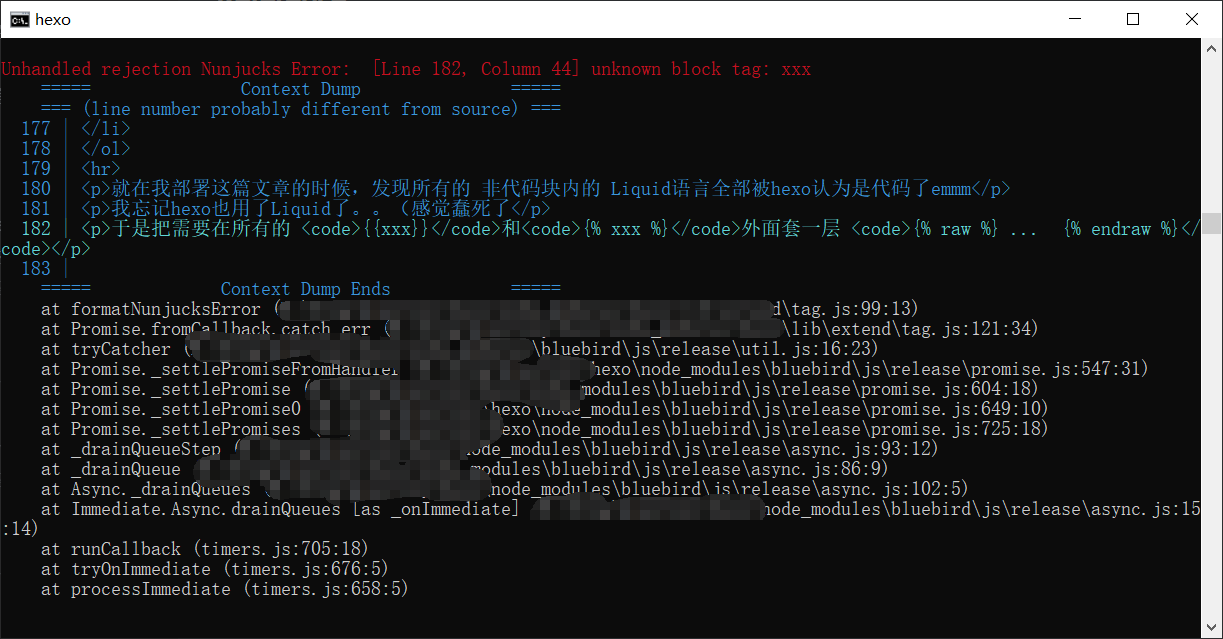 hexo
Unhandled rejection Nunjucks Error:  [Line 182, Column 44] unknown block tag: xxx
    =====               Context Dump               =====
    === (line number probably different from source) ===
  177 | </li>
  178 | </ol>
  179 | <hr>
  180 | <p>就在我部署这篇文章的时候，发现所有的 非代码块内的 Liquid语言全部被hexo认为是代码了emmm</p>
  181 | <p>我忘记hexo也用了Liquid了。。（感觉蠢死了</p>
  182 | <p>于是把需要在所有的 <code>{{xxx}}</code>和<code>{% xxx %}</code>外面套一层 <code>{% raw %} ...  {% endraw %}</
code></p>
  183 |
    =====             Context Dump Ends            =====
    at formatNunjucksError (d\tag.js:99:13)
    at Promise.fromCallback.catch.err (\lib\extend\tag.js:121:34)
    at tryCatcher (\bluebird\js\release\util.js:16:23)
    at Promise._settlePromiseFromHandler hexo\node_modules\bluebird\js\release\promise.js:547:31)
    at Promise._settlePromise (modules\bluebird\js\release\promise.js:604:18)
    at Promise._settlePromise0 \hexo\node_modules\bluebird\js\release\promise.js:649:10)
    at Promise._settlePromises (hexo\node_modules\bluebird\js\release\promise.js:725:18)
    at _drainQueueStep (node_modules\bluebird\js\release\async.js:93:12)
    at _drainQueue modules\bluebird\js\release\async.js:86:9)
    at Async._drainQueues (node_modules\bluebird\js\release\async.js:102:5)
    at Immediate.Async.drainQueues [as _onImmediate] node_modules\bluebird\js\release\async.js:15
:14)
    at runCallback (timers.js:705:18)
    at tryOnImmediate (timers.js:676:5)
    at processImmediate (timers.js:658:5)